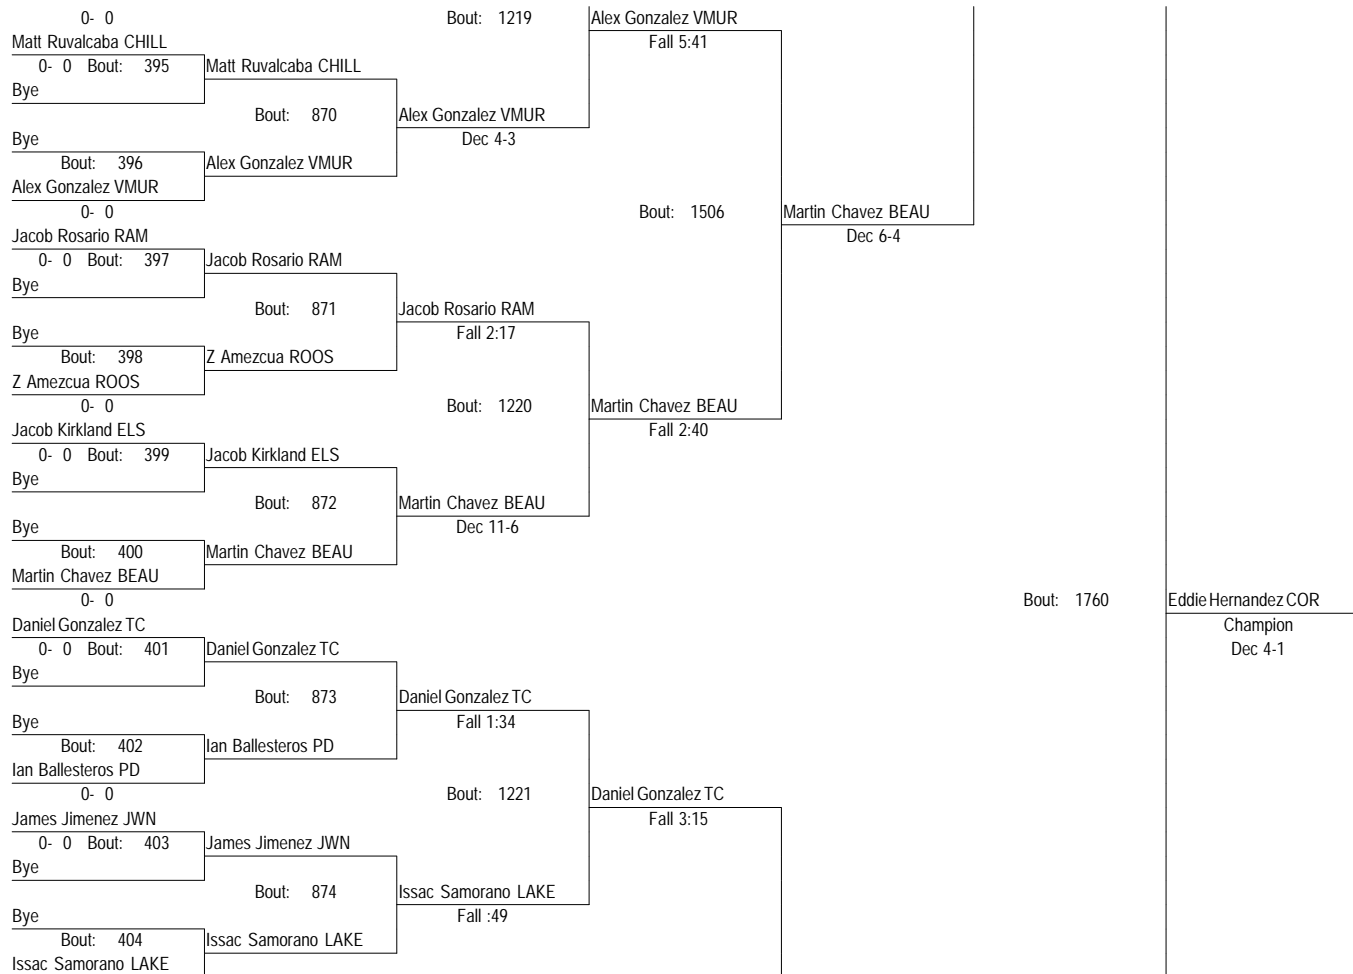 0- 0 Bout: 1219 Alex Gonzalez VMUR
Matt Ruvalcaba CHILL Fall 5:41
0- 0 Bout: 395 Matt Ruvalcaba CHILL
Bye
Bout: 870 Alex Gonzalez VMUR
Bye Dec 4-3
Bout: 396 Alex Gonzalez VMUR
Alex Gonzalez VMUR
0- 0 Bout: 1506 Martin Chavez BEAU
Jacob Rosario RAM Dec 6-4
0- 0 Bout: 397 Jacob Rosario RAM
Bye
Bout: 871 Jacob Rosario RAM
Bye Fall 2:17
Bout: 398 Z Amezcua ROOS
Z Amezcua ROOS
0- 0 Bout: 1220 Martin Chavez BEAU
Jacob Kirkland ELS Fall 2:40
0- 0 Bout: 399 Jacob Kirkland ELS
Bye
Bout: 872 Martin Chavez BEAU
Bye Dec 11-6
Bout: 400 Martin Chavez BEAU
Martin Chavez BEAU
0- 0 Bout: 1760 Eddie Hernandez COR
Daniel Gonzalez TC Champion
0- 0 Bout: 401 Daniel Gonzalez TC Dec 4-1
Bye
Bout: 873 Daniel Gonzalez TC
Bye Fall 1:34
Bout: 402 Ian Ballesteros PD
Ian Ballesteros PD
0- 0 Bout: 1221 Daniel Gonzalez TC
James Jimenez JWN Fall 3:15
0- 0 Bout: 403 James Jimenez JWN
Bye
Bout: 874 Issac Samorano LAKE
Bye Fall :49
Bout: 404 Issac Samorano LAKE
Issac Samorano LAKE